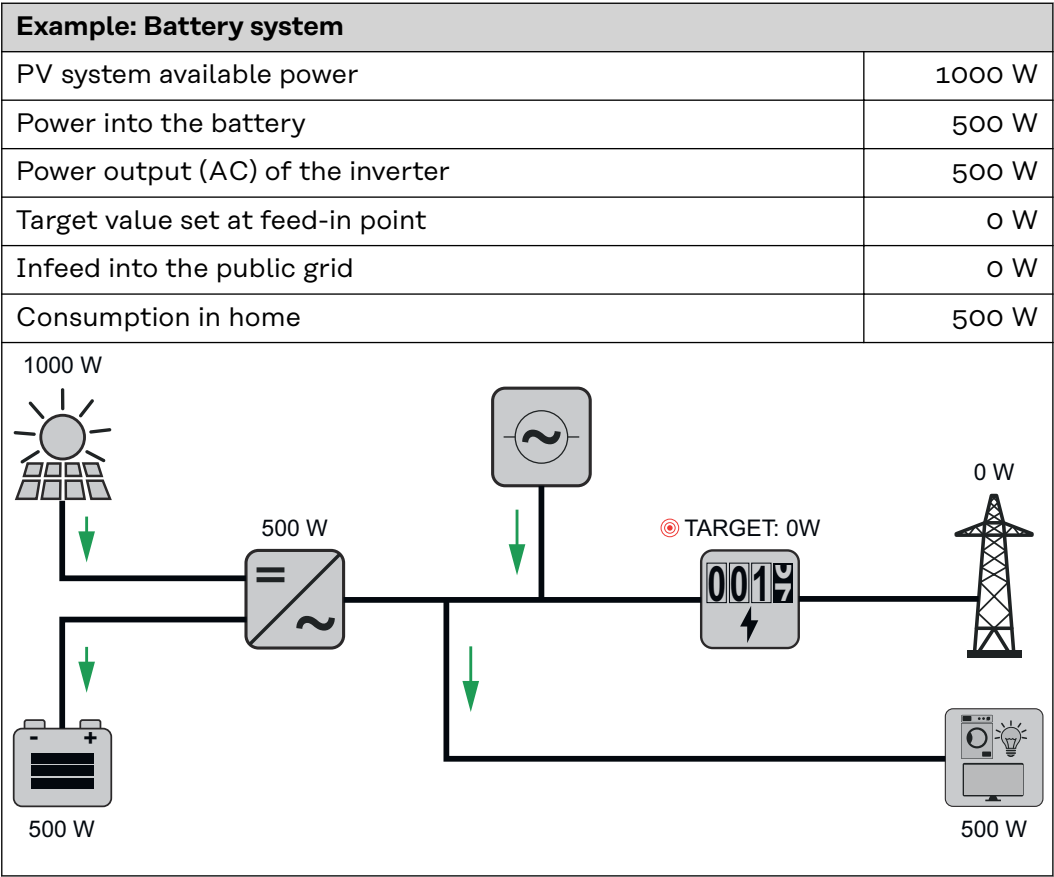 Example: Battery system
PV system available power 1000 W
Power into the battery 500 W
Power output (AC) of the inverter 500 W
Target value set at feed-in point 0 W
Infeed into the public grid 0 W
Consumption in home 500 W
1000 W
0 W
500 W
TARGET: 0W
001
- +
500 W
500 W